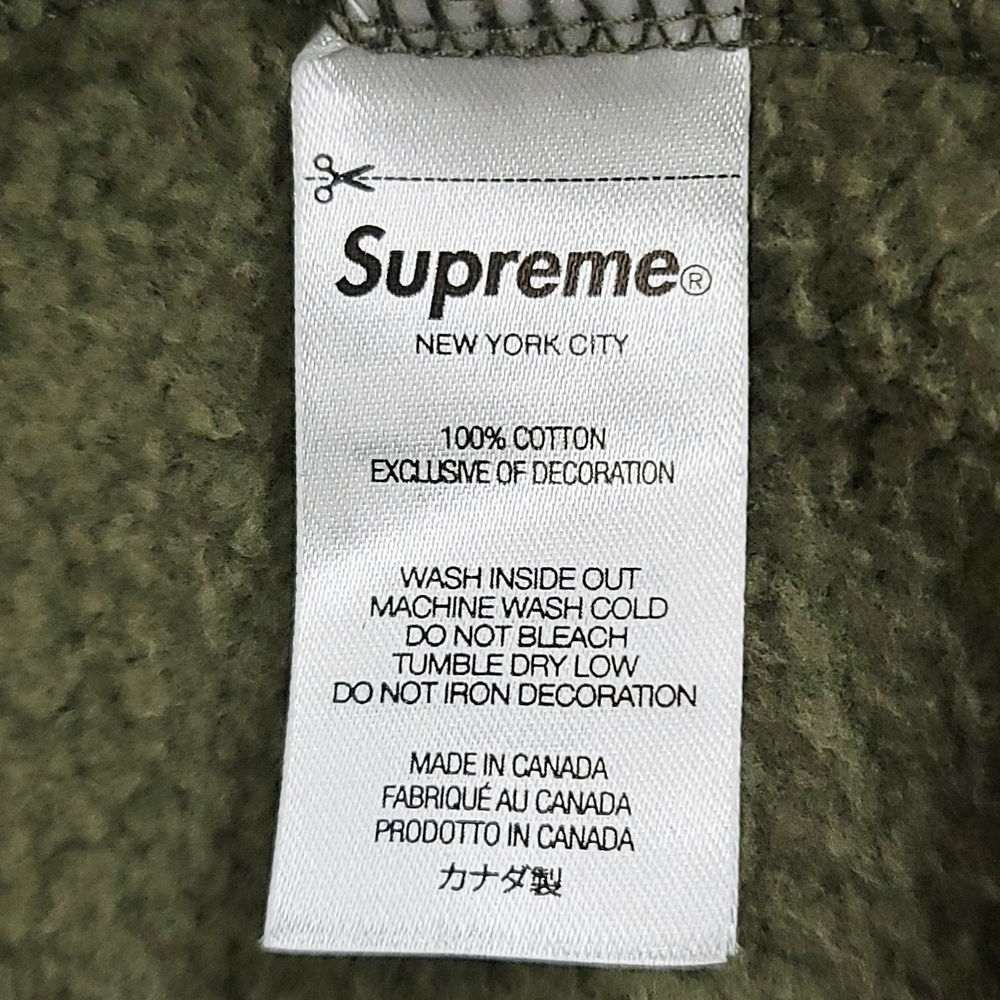 Supreme®
NEW YORK CITY
100% COTTON
EXCLUSIVE OF DECORATION
WASH INSIDE OUT
MACHINE WASH COLD
DO NOT BLEACH
TUMBLE DRY LOW
DO NOT IRON DECORATION
MADE IN CANADA
FABRIQUÉ AU CANADA
PRODOTTO IN CANADA
カナダ製